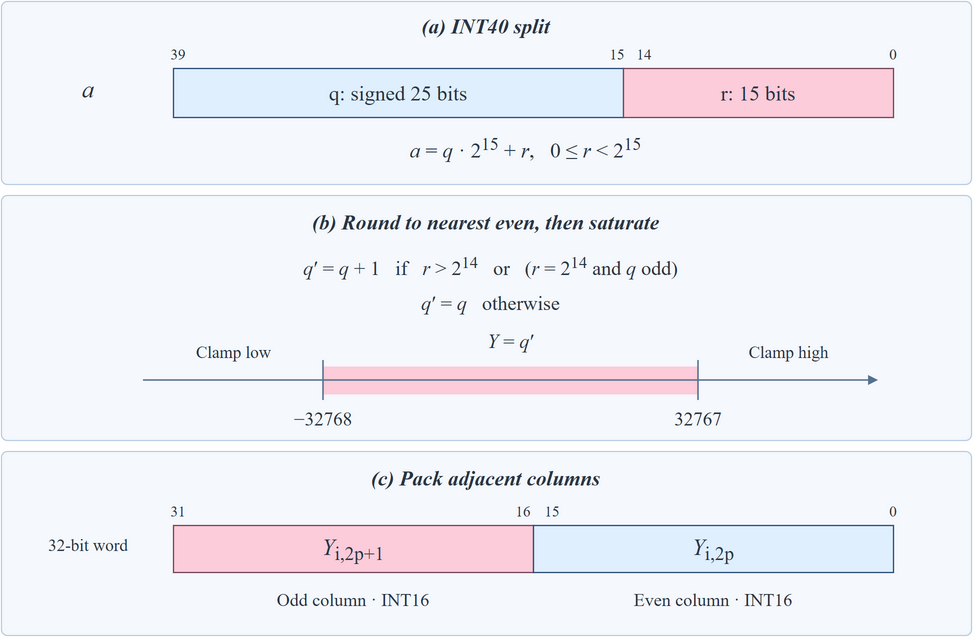 (a) INT40 split
39 15 14 0
a q: signed 25 bits r: 15 bits
a = q · 2^15 + r, 0 ≤ r < 2^15
(b) Round to nearest even, then saturate
q′ = q + 1 if r > 2^14 or (r = 2^14 and q odd)
q′ = q otherwise
Y = q′
Clamp low Clamp high
−32768 32767
(c) Pack adjacent columns
31 16 15 0
32-bit word Y_i,2p+1 Y_i,2p
Odd column · INT16 Even column · INT16